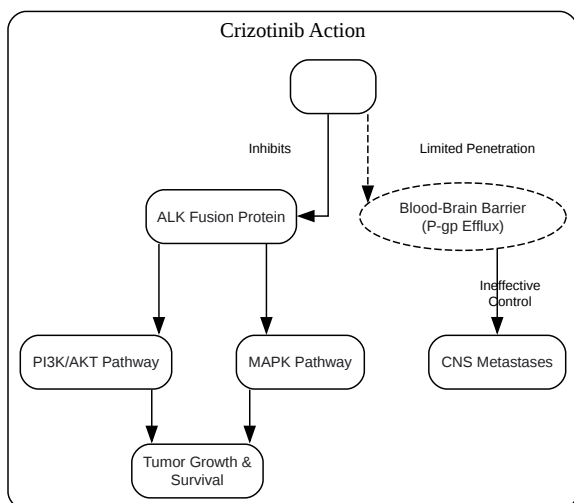 Crizotinib Action
Inhibits
Limited Penetration
ALK Fusion Protein
Blood-Brain Barrier
(P-gp Efflux)
Ineffective
Control
PI3K/AKT Pathway
MAPK Pathway
CNS Metastases
Tumor Growth &
Survival